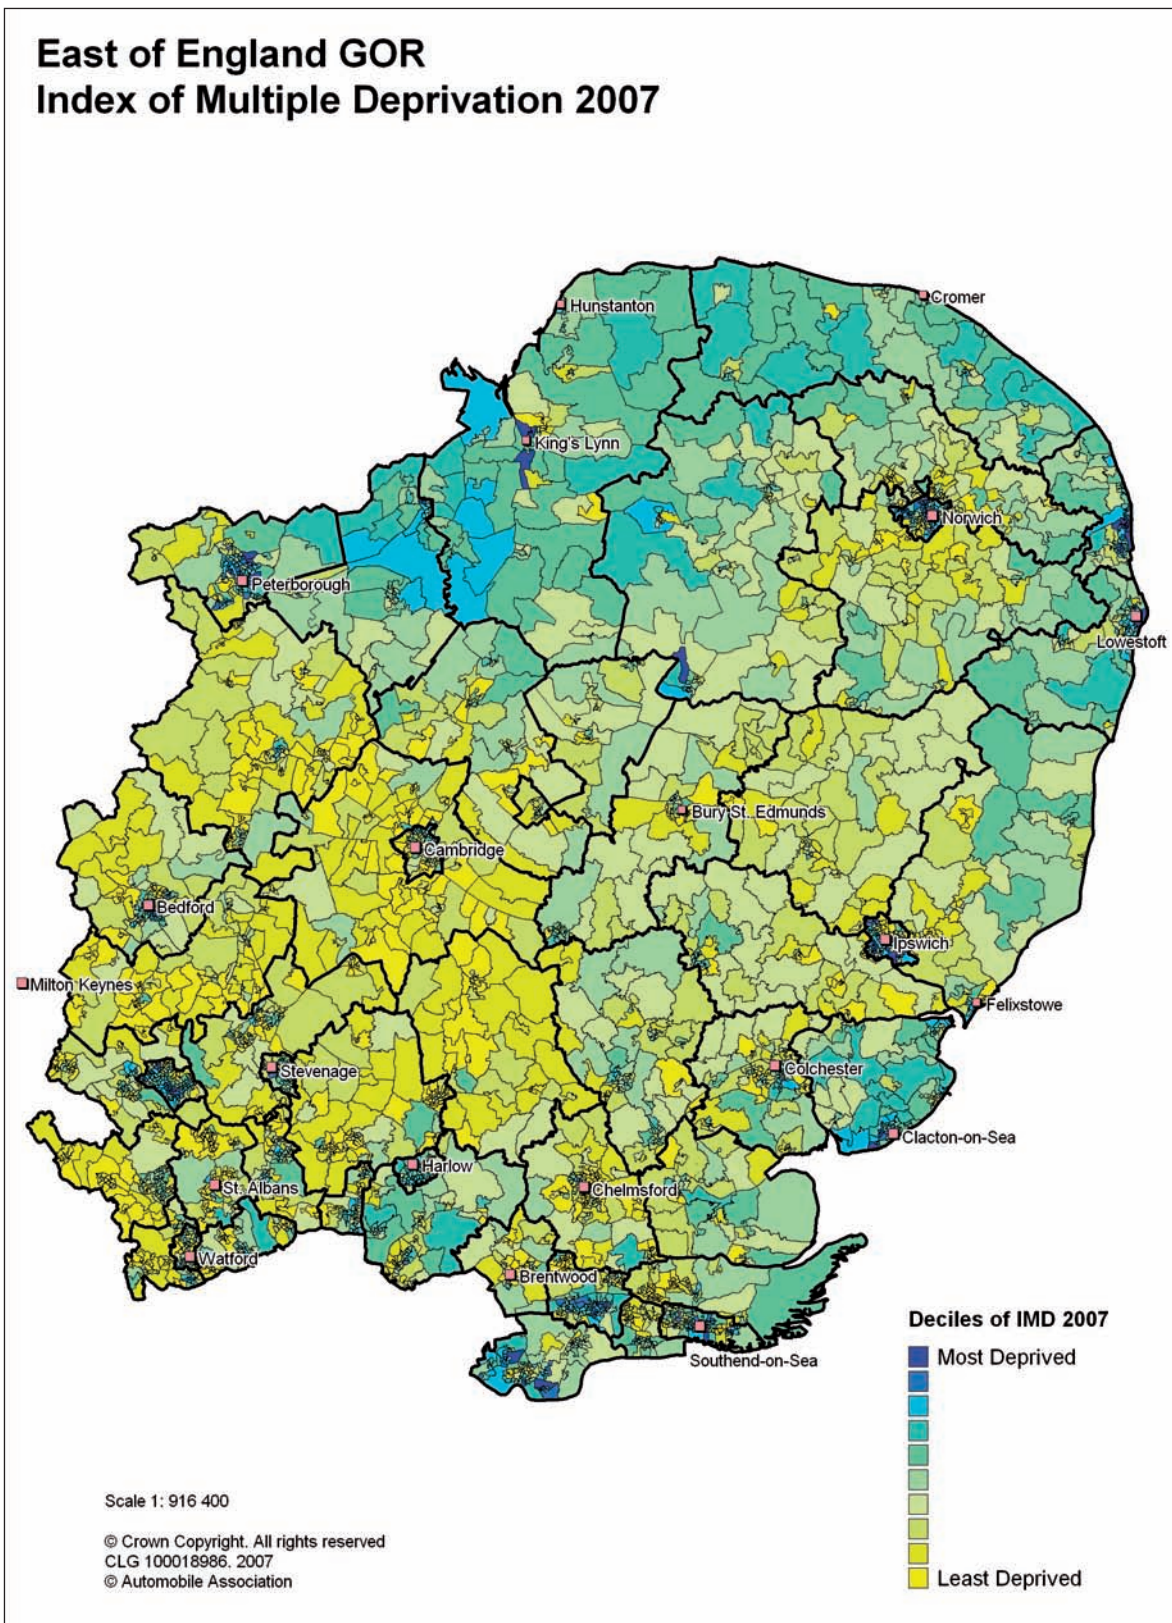 East of England GOR
Index of Multiple Deprivation 2007
Cromer
Hunstanton
King's Lynn
Norwich
Peterborough
Lowestoft
Bury St. Edmunds
Cambridge
Bedford
Ipswich
Milton Keynes
Felixstowe
Stevenage
Colchester
Clacton-on-Sea
Harlow
St. Albans
Chelmsford
Watford
Brentwood
Southend-on-Sea
Deciles of IMD 2007
Most Deprived
Least Deprived
Scale 1: 916 400
© Crown Copyright. All rights reserved
CLG 100018986. 2007
© Automobile Association